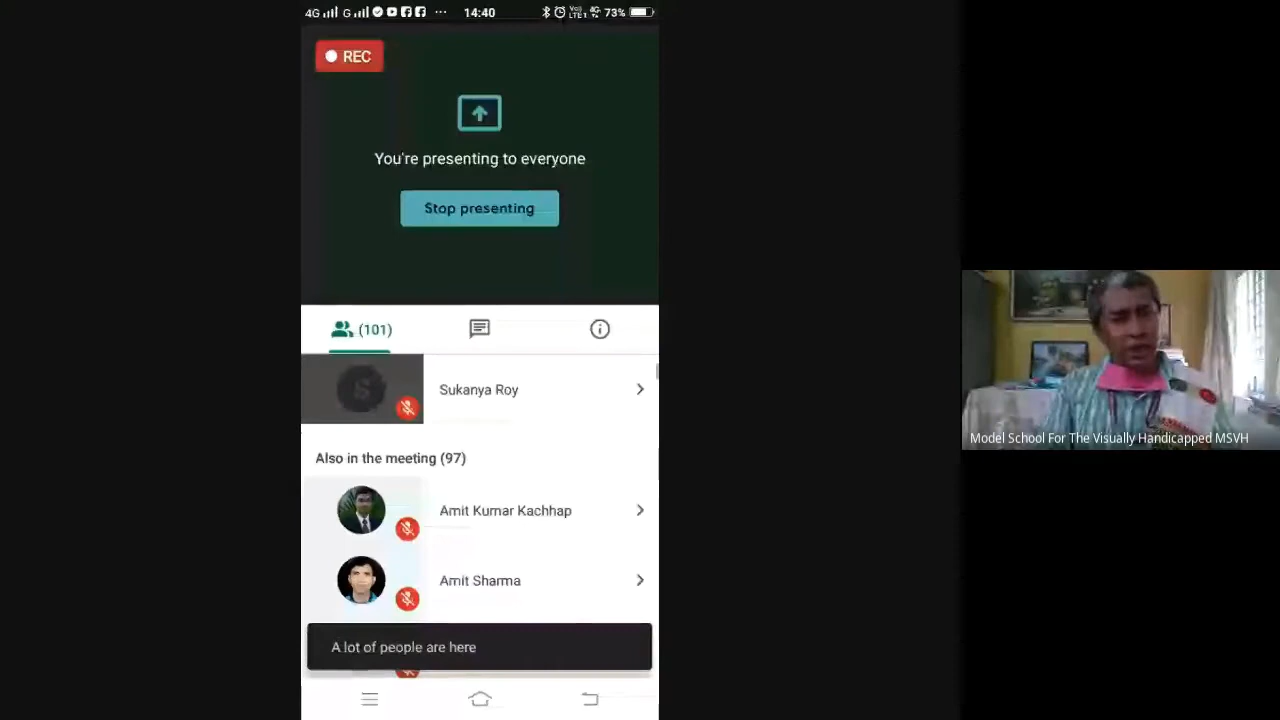 4G G 14:40 73%
REC
You're presenting to everyone
Stop presenting
(101)
S
Sukanya Roy
Also in the meeting (97)
Amit Kumar Kachhap
Amit Sharma
A lot of people are here
Model School For The Visually Handicapped MSVH